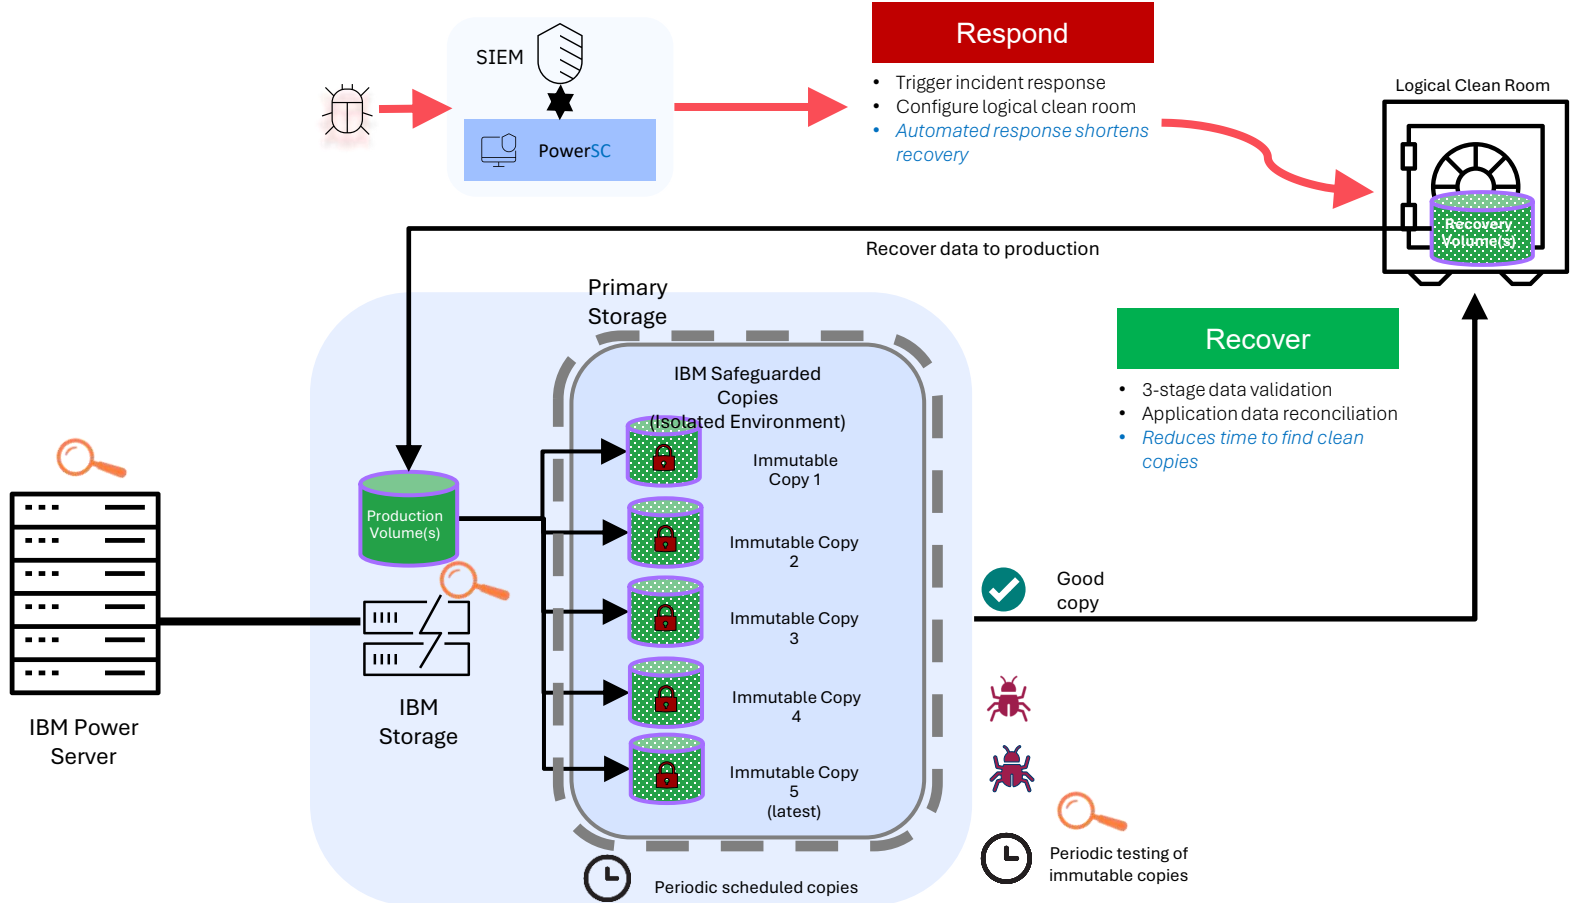 SIEM
PowerSC
Respond
• Trigger incident response
• Configure logical clean room
• Automated response shortens
recovery
Logical Clean Room
Recovery
Volume(s)
Recover data to production
Primary
Storage
Recover
• 3-stage data validation
• Application data reconciliation
• Reduces time to find clean
copies
IBM Safeguarded
Copies
(Isolated Environment)
Immutable
Copy 1
Production
Volume(s)
Immutable Copy
2
Immutable Copy
3
Immutable Copy
4
Immutable Copy
5
(latest)
Good
copy
IBM
Storage
IBM Power
Server
Periodic scheduled copies
Periodic testing of
immutable copies